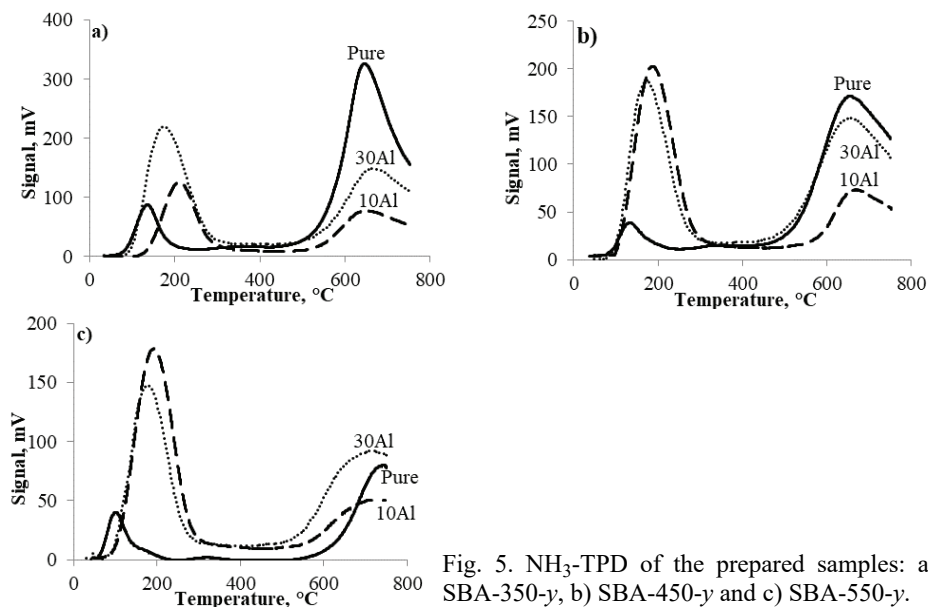 a)
400
300
200
100
0
Signal, mV
0 200 400 600 800
Temperature, °C
Pure
30Al
10Al
b)
250
200
150
100
50
0
Signal, mV
0 200 400 600 800
Temperature, °C
Pure
30Al
10Al
c)
200
150
100
50
0
Signal, mV
0 200 400 600 800
Temperature, °C
30Al
Pure
10Al
Fig. 5. NH₃-TPD of the prepared samples: a
SBA-350-y, b) SBA-450-y and c) SBA-550-y.